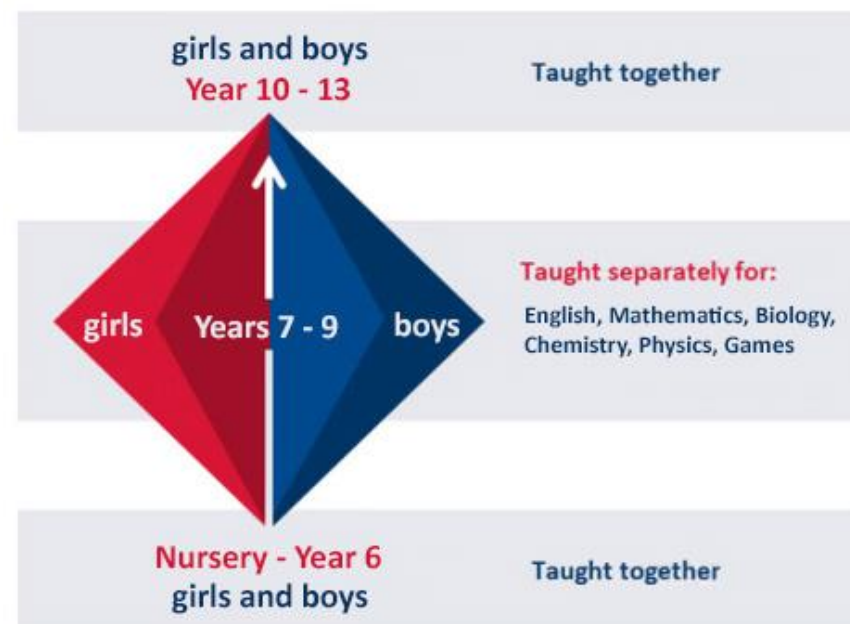 girls and boys
Year 10 - 13
Taught together
girls
Years 7 - 9
boys
Taught separately for:
English, Mathematics, Biology,
Chemistry, Physics, Games
Nursery - Year 6
girls and boys
Taught together